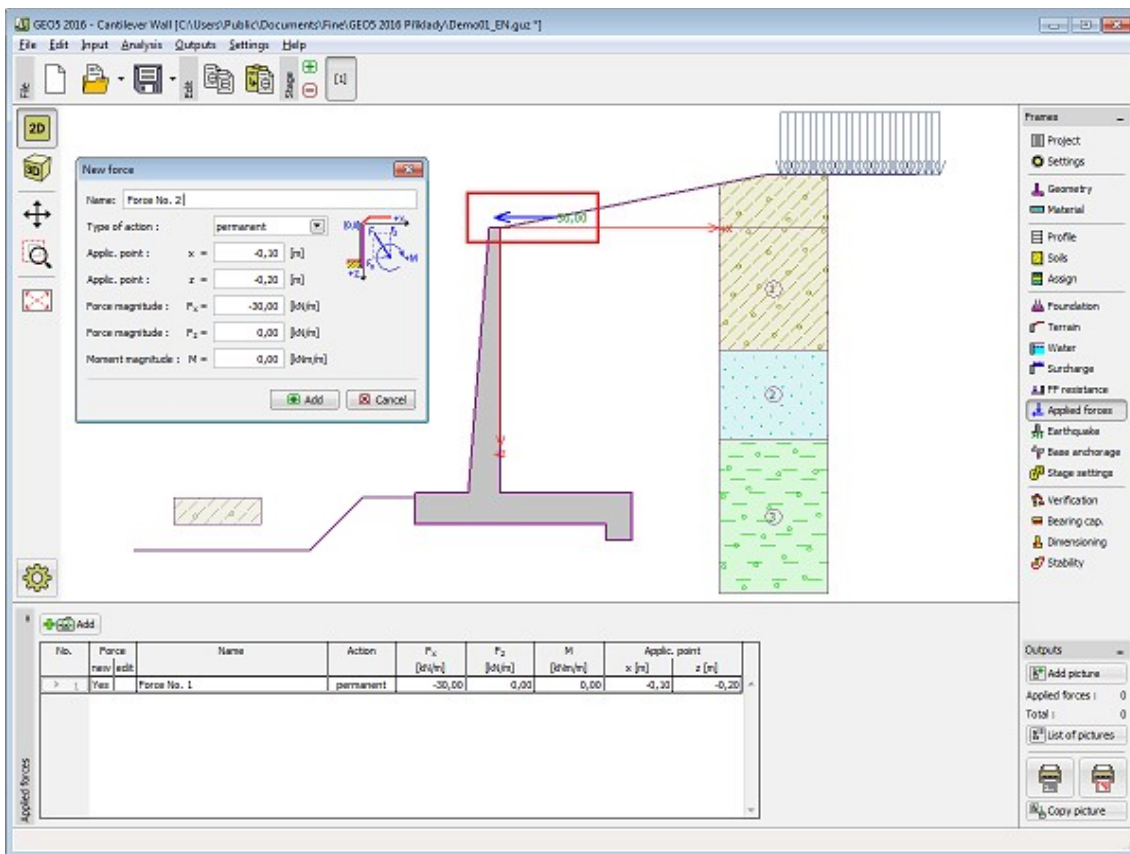 GEO5 2016 - Cantilever Wall [C:\Users\Public\Documents\Fine\GEO5 2016 Příklady\Demo01_EN.guz *]
File Edit Input Analysis Outputs Settings Help
File
Edit
Stage
[1]
2D
3D
New force
Name: Force No. 2
Type of action : permanent
Applic. point : x = -0,10 [m]
Applic. point : z = -0,20 [m]
Force magnitude : Fx = -30,00 [kN/m]
Force magnitude : Fz = 0,00 [kN/m]
Moment magnitude : M = 0,00 [kNm/m]
Add Cancel
[0,0]
+x
+z
+M
30,00
+x
+z
1
2
3
Frames
Project
Settings
Geometry
Material
Profile
Soils
Assign
Foundation
Terrain
Water
Surcharge
FF resistance
Applied forces
Earthquake
Base anchorage
Stage settings
Verification
Bearing cap.
Dimensioning
Stability
Applied forces
Add
No. Force Name Action Fx Fz M Applic. point
new edit [kN/m] [kN/m] [kNm/m] x [m] z [m]
> 1 Yes Force No. 1 permanent -30,00 0,00 0,00 -0,10 -0,20
Outputs
Add picture
Applied forces : 0
Total : 0
List of pictures
Copy picture